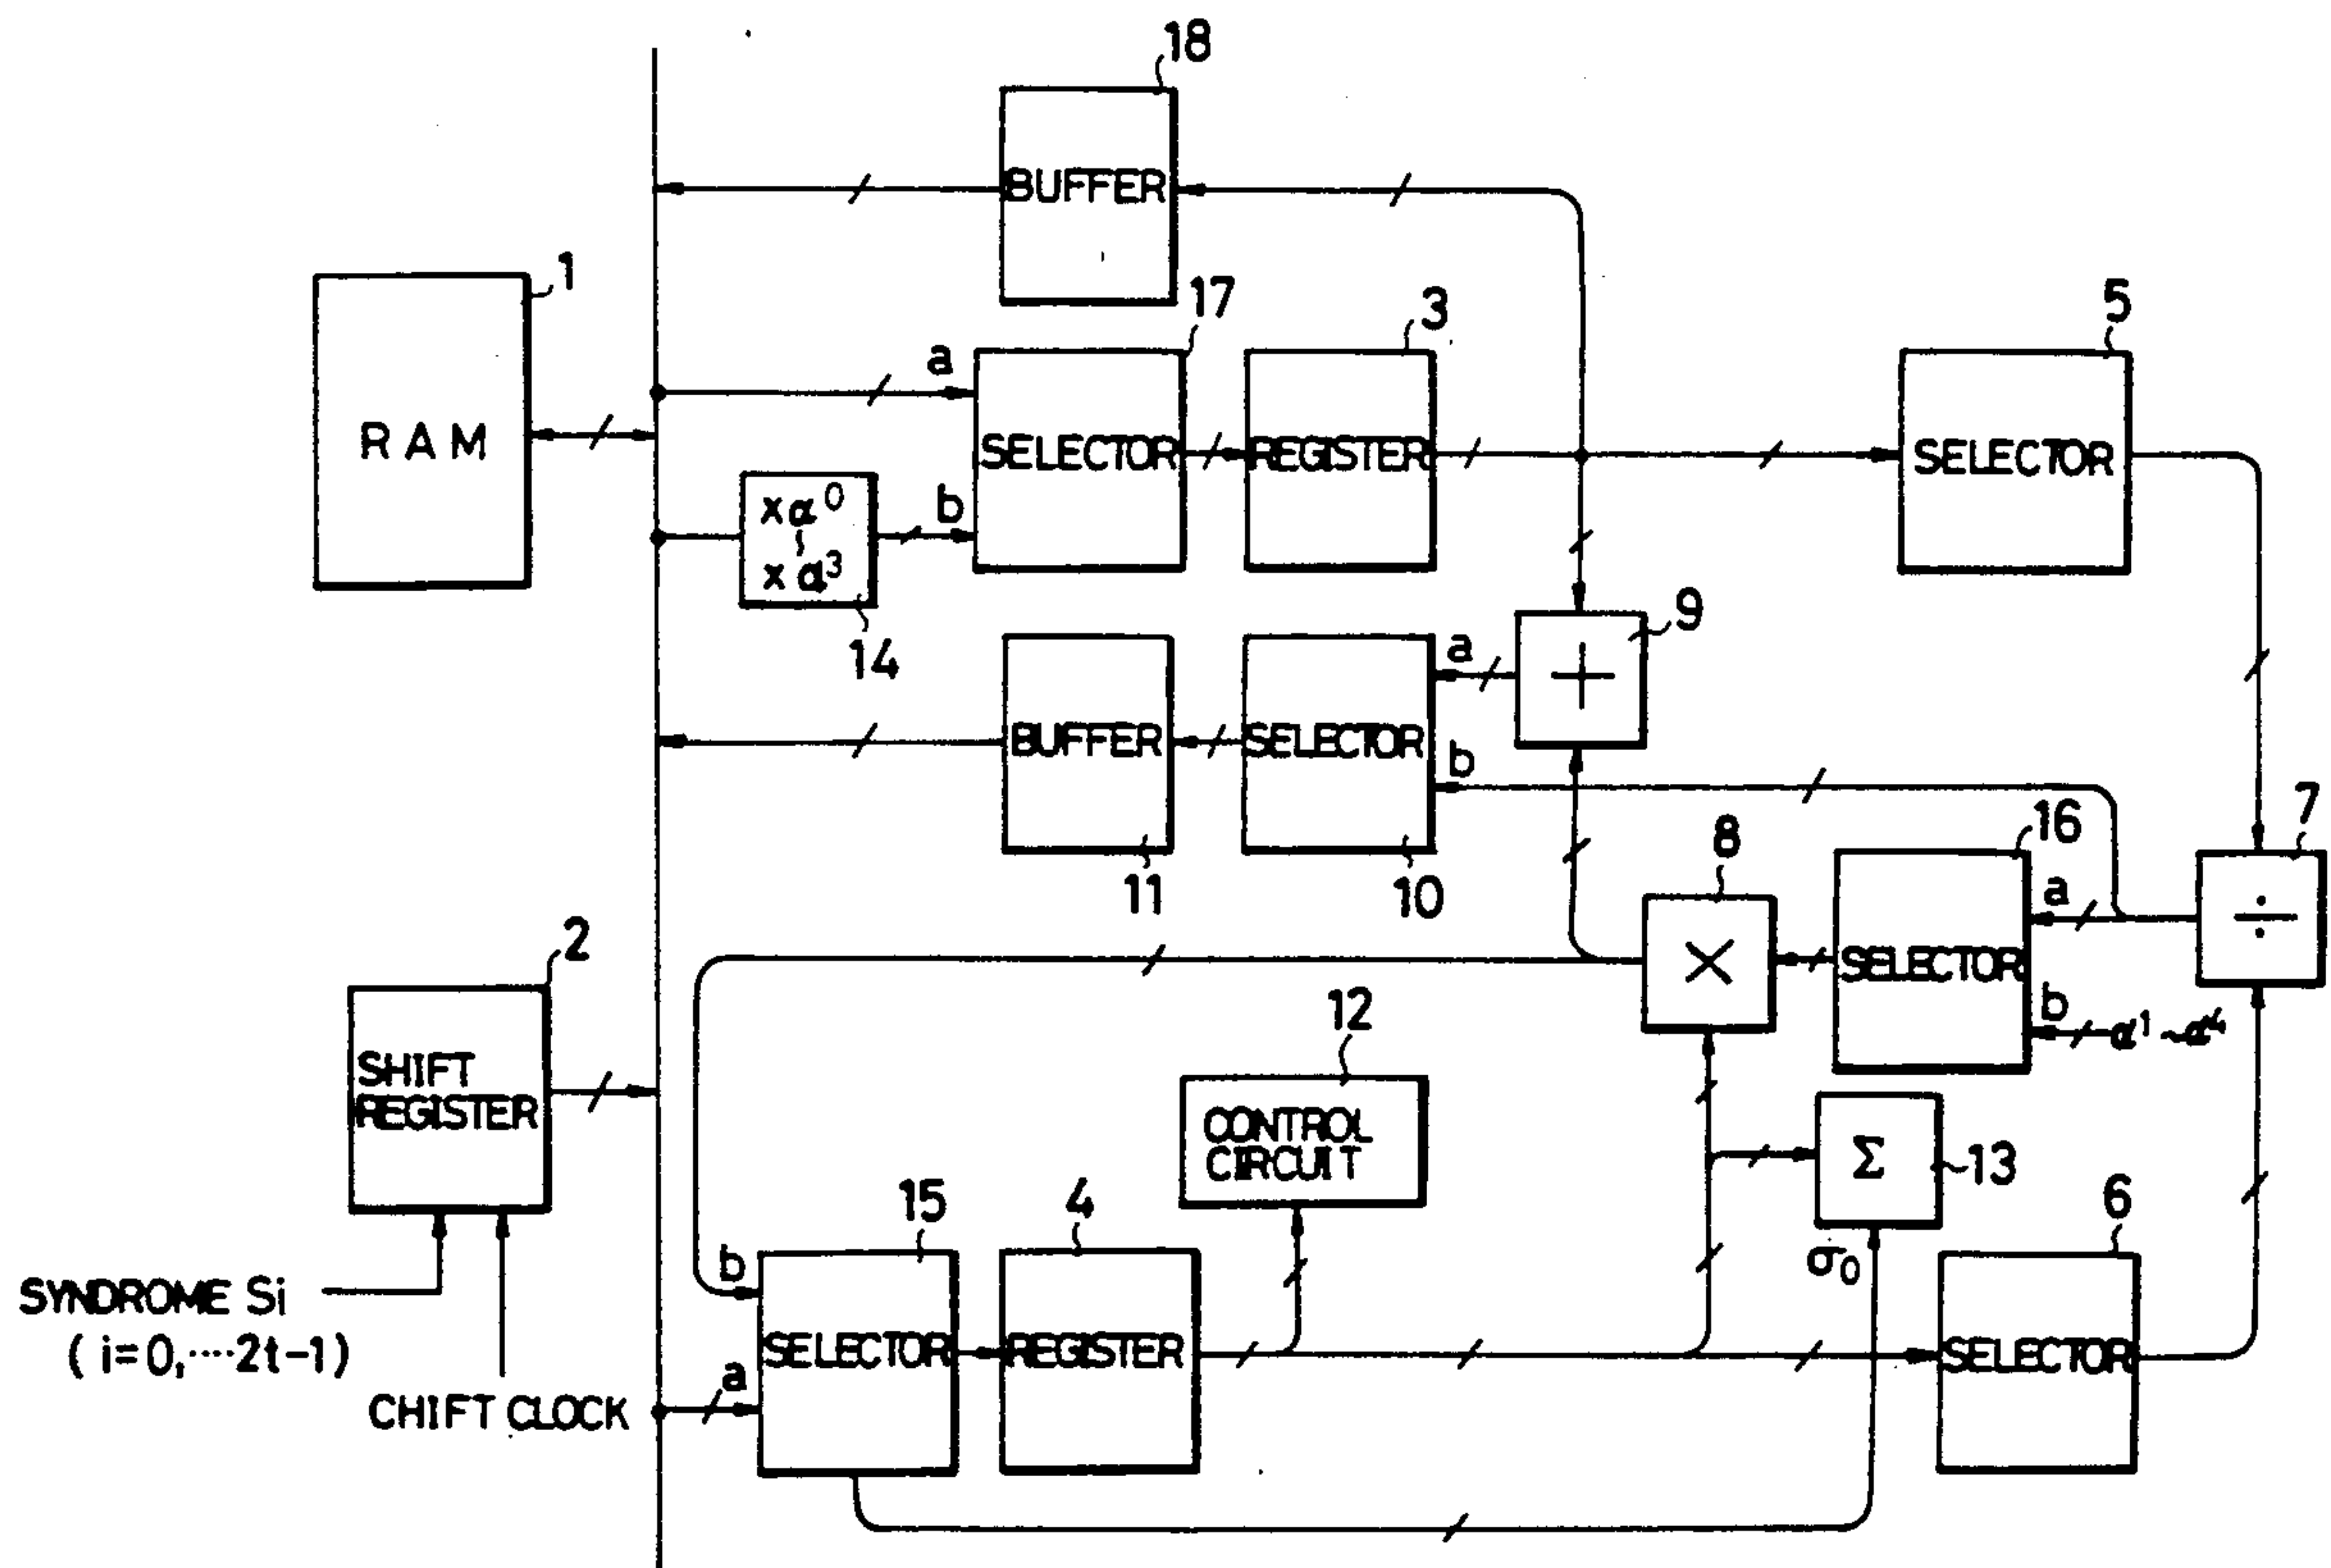 18
BUFFER
1
RAM
17
a
SELECTOR
b
3
REGISTER
5
SELECTOR
×α⁰
~
×α³
14
9
+
a
b
BUFFER
11
SELECTOR
10
7
÷
8
×
16
a
SELECTOR
b
α¹~α⁴
2
SHIFT
REGISTER
12
CONTROL
CIRCUIT
Σ
13
σ₀
15
b
SELECTOR
a
4
REGISTER
6
SELECTOR
SYNDROME Si
( i=0,····2t-1)
CHIFT CLOCK